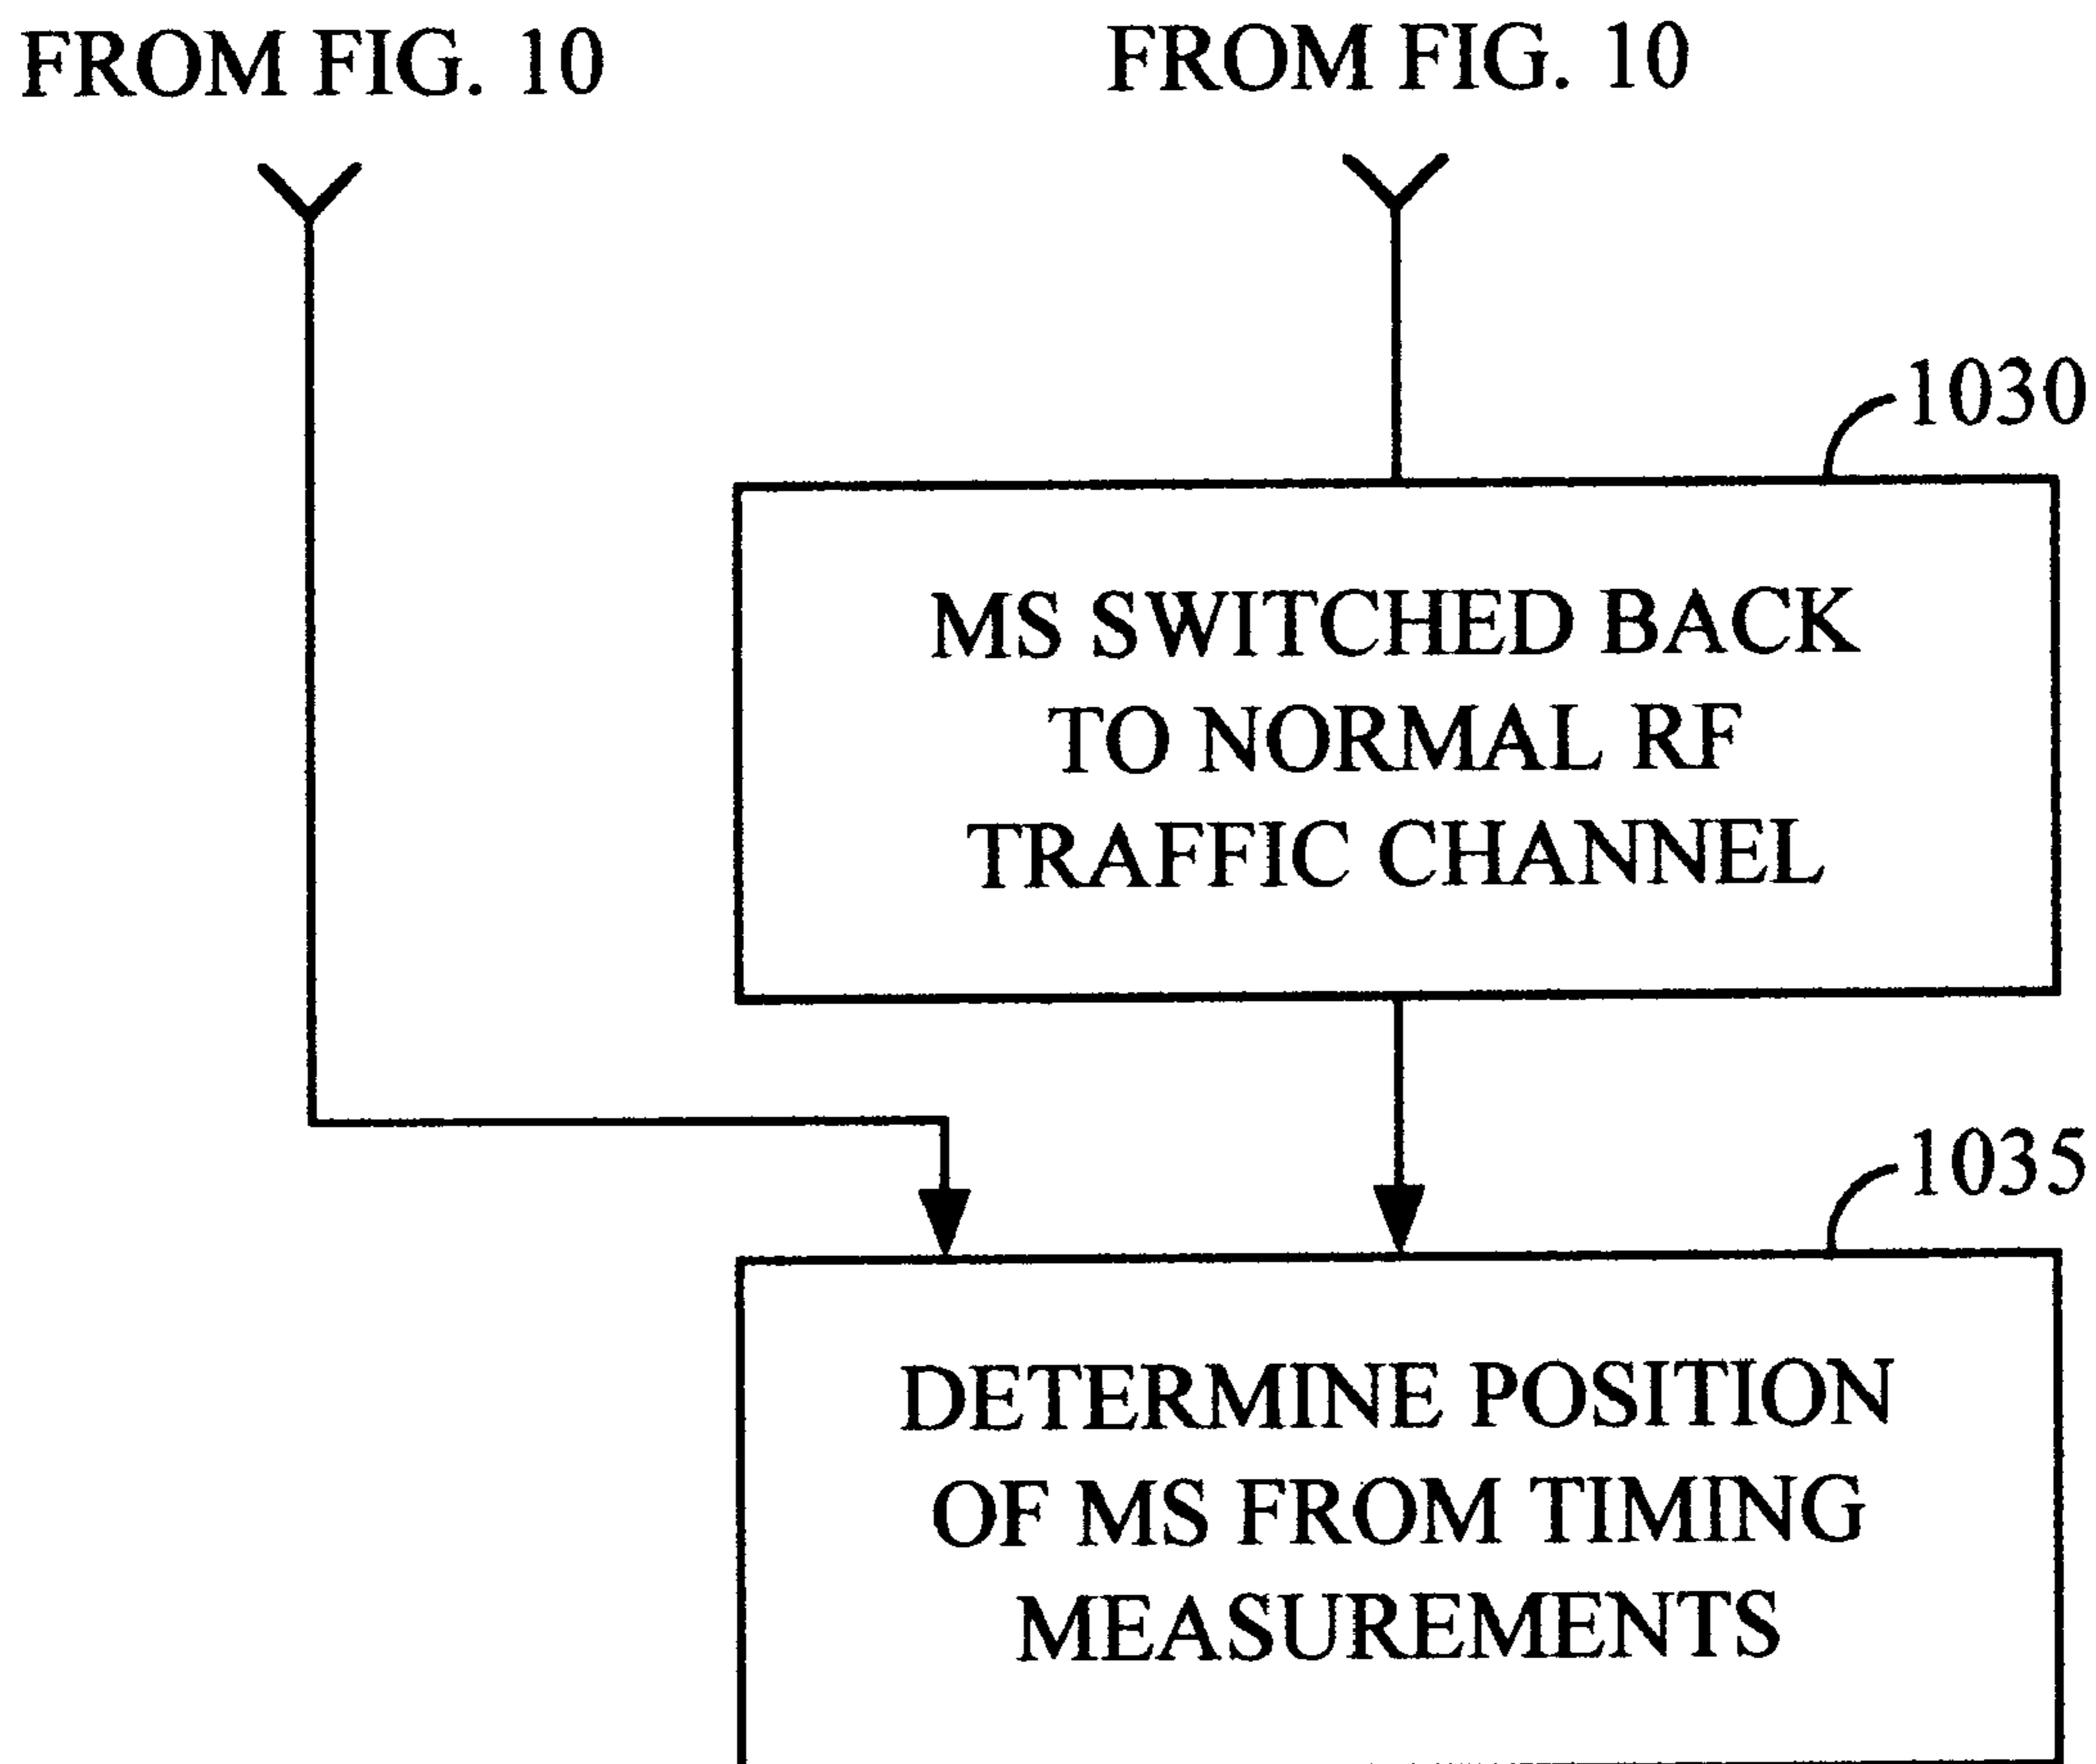 FROM FIG. 10
FROM FIG. 10
1030
MS SWITCHED BACK
TO NORMAL RF
TRAFFIC CHANNEL
1035
DETERMINE POSITION
OF MS FROM TIMING
MEASUREMENTS